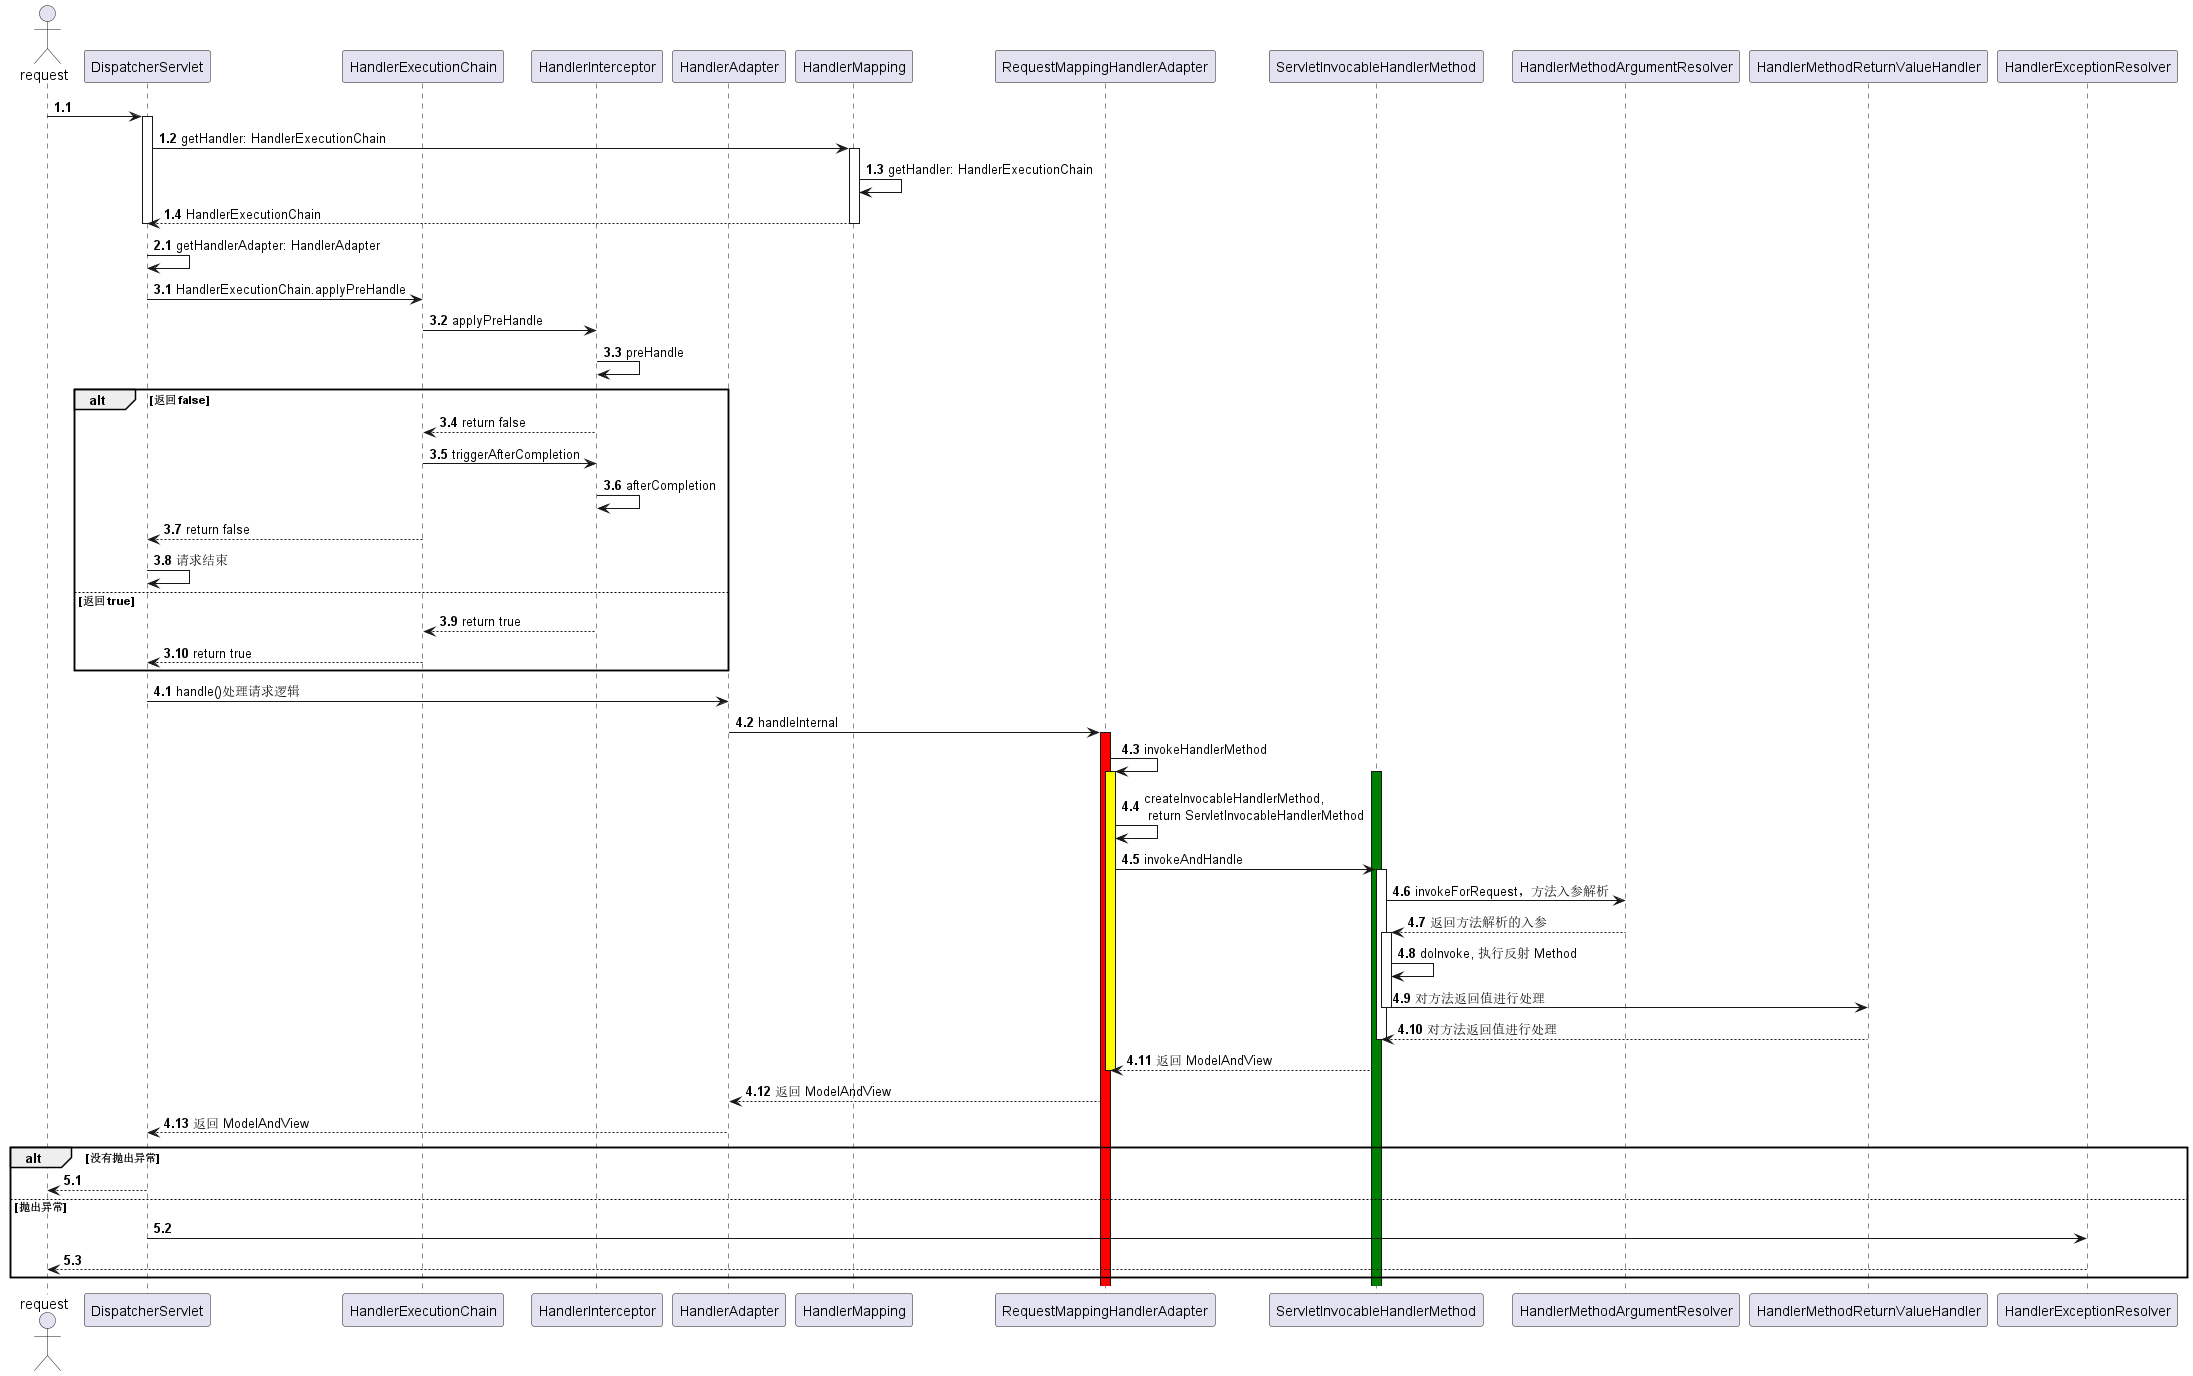 request
DispatcherServlet
HandlerExecutionChain
HandlerInterceptor
HandlerAdapter
HandlerMapping
RequestMappingHandlerAdapter
ServletInvocableHandlerMethod
HandlerMethodArgumentResolver
HandlerMethodReturnValueHandler
HandlerExceptionResolver
1.1
1.2 getHandler: HandlerExecutionChain
1.3 getHandler: HandlerExecutionChain
1.4 HandlerExecutionChain
2.1 getHandlerAdapter: HandlerAdapter
3.1 HandlerExecutionChain.applyPreHandle
3.2 applyPreHandle
3.3 preHandle
alt [返回false]
3.4 return false
3.5 triggerAfterCompletion
3.6 afterCompletion
3.7 return false
3.8 请求结束
[返回true]
3.9 return true
3.10 return true
4.1 handle()处理请求逻辑
4.2 handleInternal
4.3 invokeHandlerMethod
4.4 createInvocableHandlerMethod,
return ServletInvocableHandlerMethod
4.5 invokeAndHandle
4.6 invokeForRequest，方法入参解析
4.7 返回方法解析的入参
4.8 doInvoke, 执行反射 Method
4.9 对方法返回值进行处理
4.10 对方法返回值进行处理
4.11 返回 ModelAndView
4.12 返回 ModelAndView
4.13 返回 ModelAndView
alt [没有抛出异常]
5.1
[抛出异常]
5.2
5.3
request
DispatcherServlet
HandlerExecutionChain
HandlerInterceptor
HandlerAdapter
HandlerMapping
RequestMappingHandlerAdapter
ServletInvocableHandlerMethod
HandlerMethodArgumentResolver
HandlerMethodReturnValueHandler
HandlerExceptionResolver